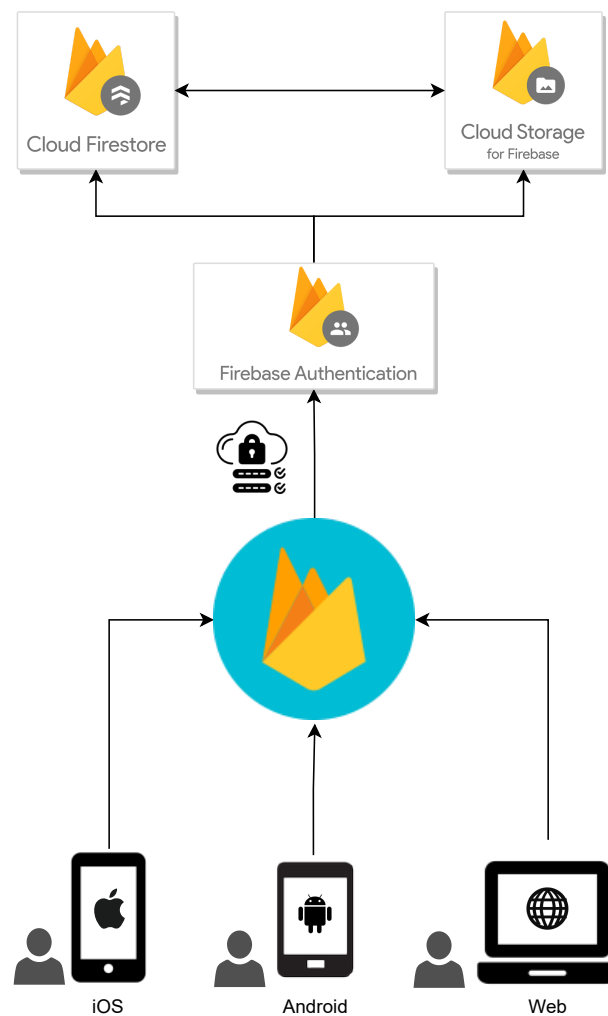 Cloud Firestore
Cloud Storage
for Firebase
Firebase Authentication
iOS
Android
Web